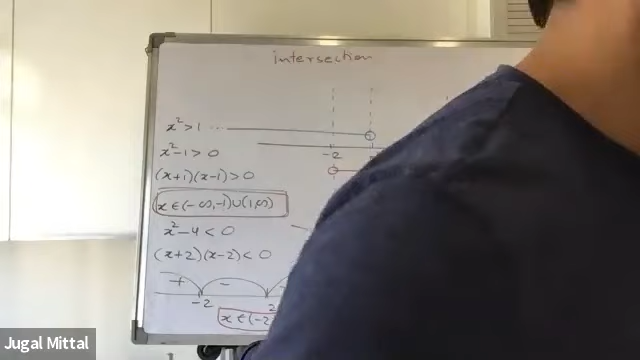 intersection
x² > 1
-2
x² - 1 > 0
(x+1)(x-1) > 0
x ∈ (-∞,-1) ∪ (1,∞)
x² - 4 < 0
(x+2)(x-2) < 0
+ -
-2 2
x ∈ (-2
Jugal Mittal